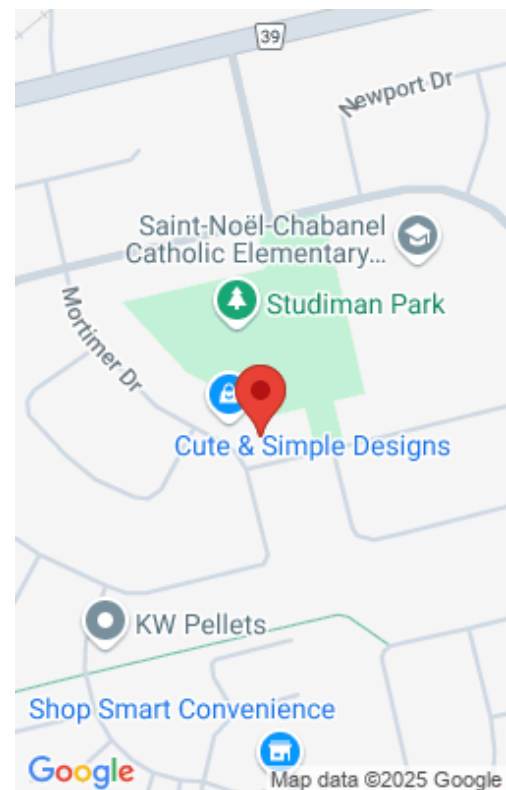 39
Newport Dr
Saint-Noël-Chabanel
Catholic Elementary...
Studiman Park
Mortimer Dr
Cute & Simple Designs
KW Pellets
Shop Smart Convenience
Google
Map data ©2025 Google